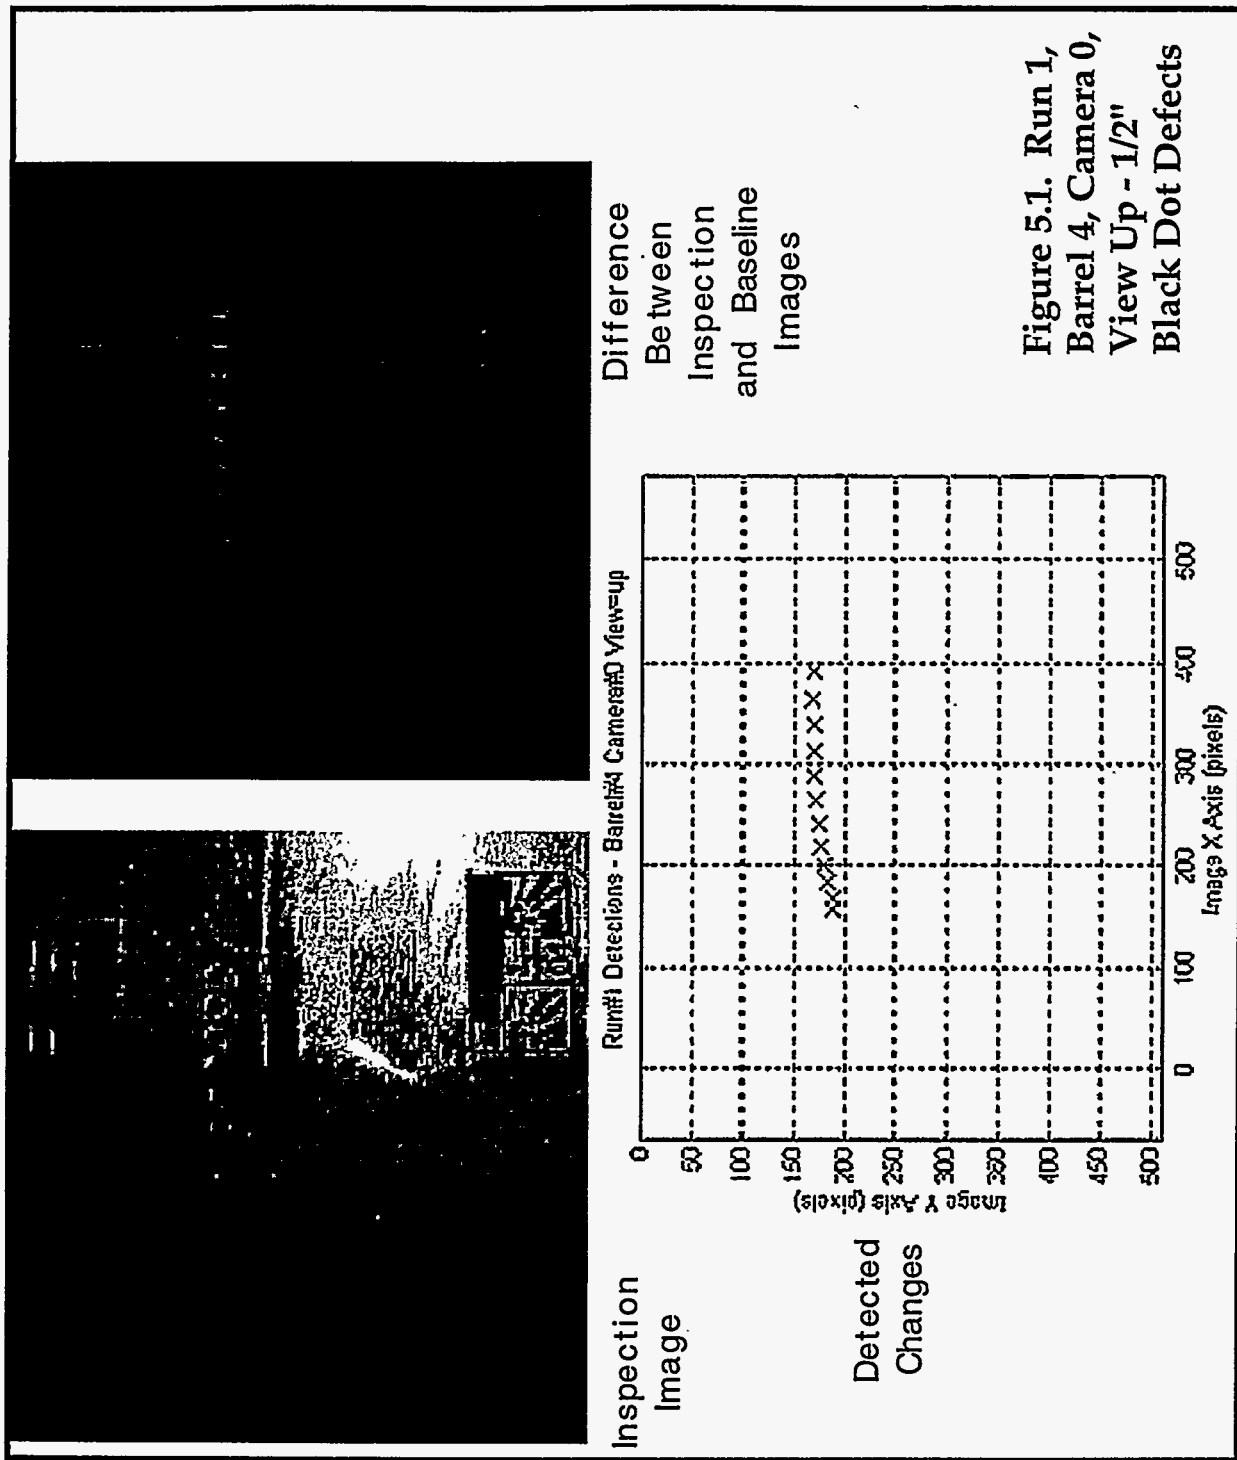 Inspection
Image
Difference
Between
Inspection
and Baseline
Images
Detected
Changes
Run#1 Detections - Barrel#4 Camera#0 View=up
0
50
100
150
200
250
300
350
400
450
500
Image Y Axis (pixels)
0
100
200
300
400
500
Image X Axis (pixels)
Figure 5.1. Run 1,
Barrel 4, Camera 0,
View Up - 1/2"
Black Dot Defects